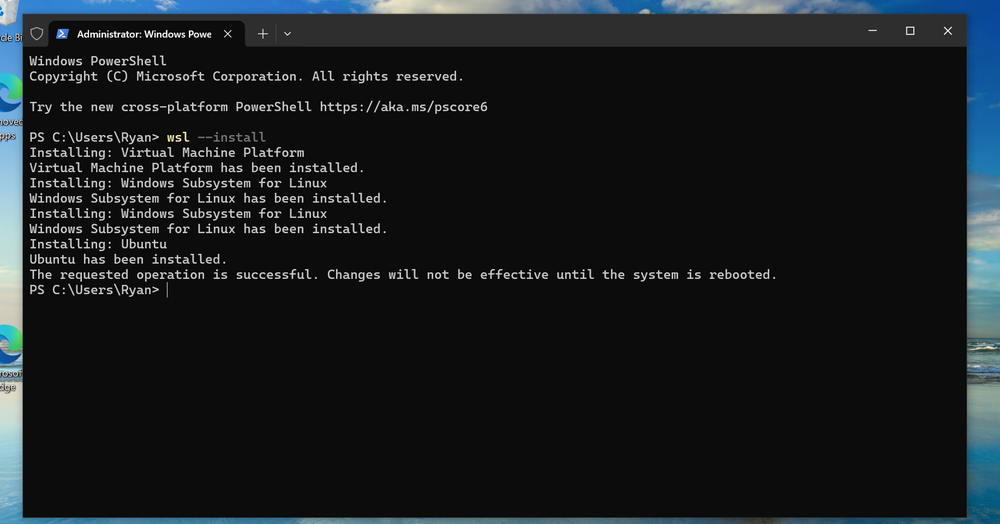 Administrator: Windows Powe
Windows PowerShell
Copyright (C) Microsoft Corporation. All rights reserved.
Try the new cross-platform PowerShell https://aka.ms/pscore6
PS C:\Users\Ryan> wsl --install
Installing: Virtual Machine Platform
Virtual Machine Platform has been installed.
Installing: Windows Subsystem for Linux
Windows Subsystem for Linux has been installed.
Installing: Windows Subsystem for Linux
Windows Subsystem for Linux has been installed.
Installing: Ubuntu
Ubuntu has been installed.
The requested operation is successful. Changes will not be effective until the system is rebooted.
PS C:\Users\Ryan>
cle Bi
moved
pps
rosof
dge